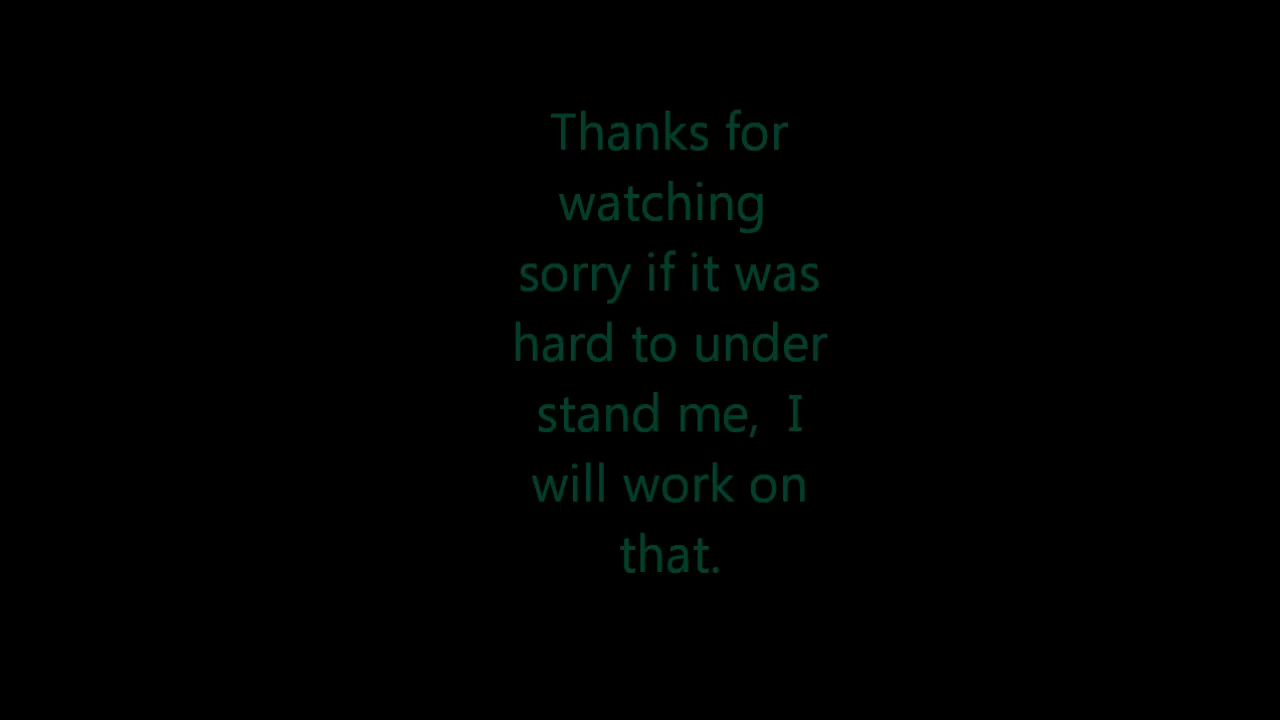 Thanks for
watching
sorry if it was
hard to under
stand me,  I
will work on
that.